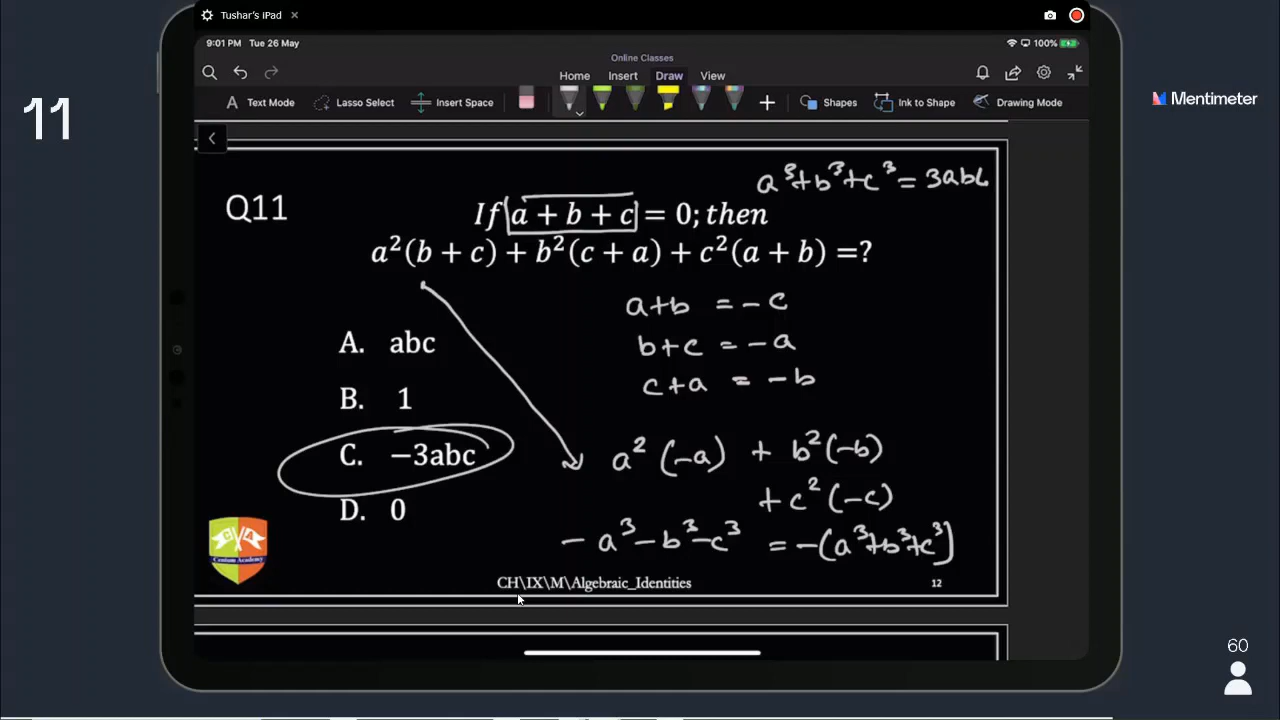 Tushar's iPad ×
9:01 PM Tue 26 May
100%
Online Classes
Home Insert Draw View
A Text Mode Lasso Select Insert Space Shapes Ink to Shape Drawing Mode
11
Mentimeter
a³+b³+c³ = 3abc
Q11
If a + b + c = 0; then
a²(b + c) + b²(c + a) + c²(a + b) =?
a+b = -c
b+c = -a
c+a = -b
A. abc
B. 1
C. −3abc
D. 0
a² (-a) + b² (-b)
+ c² (-c)
- a³ - b³ - c³ = -(a³+b³+c³)
Centum Academy
CH\IX\M\Algebraic_Identities
12
60